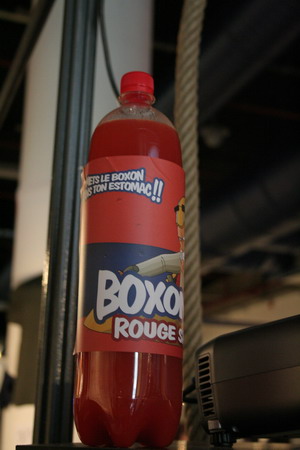 METS LE BOXON
TON ESTOMAC!!
BOXO
ROUGE S